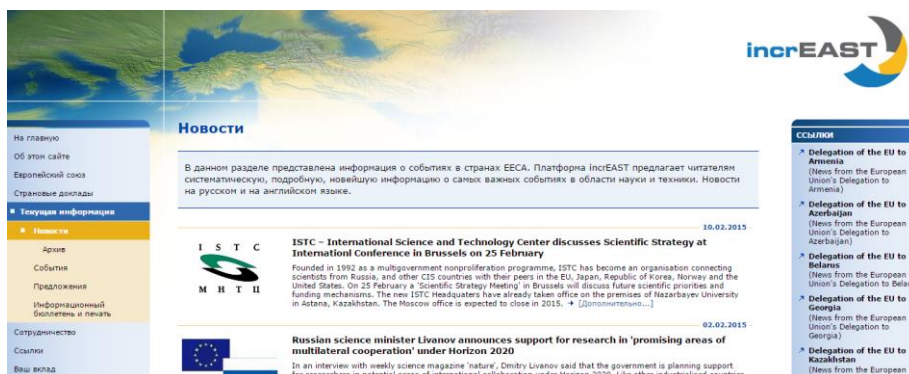 incrEAST
На главную
Об этом сайте
Европейский союз
Страновые доклады
Текущая информация
Новости
Архив
События
Предложения
Информационный
бюллетень и печать
Сотрудничество
Ссылки
Ваш вклад
Новости
В данном разделе представлена информация о событиях в странах ЕЕСА. Платформа incrEAST предлагает читателям
систематическую, подробную, новейшую информацию о самых важных событиях в области науки и техники. Новости
на русском и на английском языке.
10.02.2015
I S T C
М Н Т Ц
ISTC – International Science and Technology Center discusses Scientific Strategy at
Internationl Conference in Brussels on 25 February
Founded in 1992 as a multigovernment nonproliferation programme, ISTC has become an organisation connecting
scientists from Russia, and other CIS countries with their peers in the EU, Japan, Republic of Korea, Norway and the
United States. On 25 February a 'Scientific Strategy Meeting' in Brussels will discuss future scientific priorities and
funding mechanisms. The new ISTC Headquaters have already taken office on the premises of Nazarbayev University
in Astana, Kazakhstan. The Moscow office is expected to close in 2015. [Дополнительно...]
02.02.2015
Russian science minister Livanov announces support for research in 'promising areas of
multilateral cooperation' under Horizon 2020
In an interview with weekly science magazine 'nature', Dmitry Livanov said that the government is planning support
ССЫЛКИ
Delegation of the EU to
Armenia
(News from the European
Union's Delegation to
Armenia)
Delegation of the EU to
Azerbaijan
(News from the European
Union's Delegation to
Azerbaijan)
Delegation of the EU to
Belarus
(News from the European
Union's Delegation to Belar
Delegation of the EU to
Georgia
(News from the European
Union's Delegation to
Georgia)
Delegation of the EU to
Kazakhstan
(News from the European